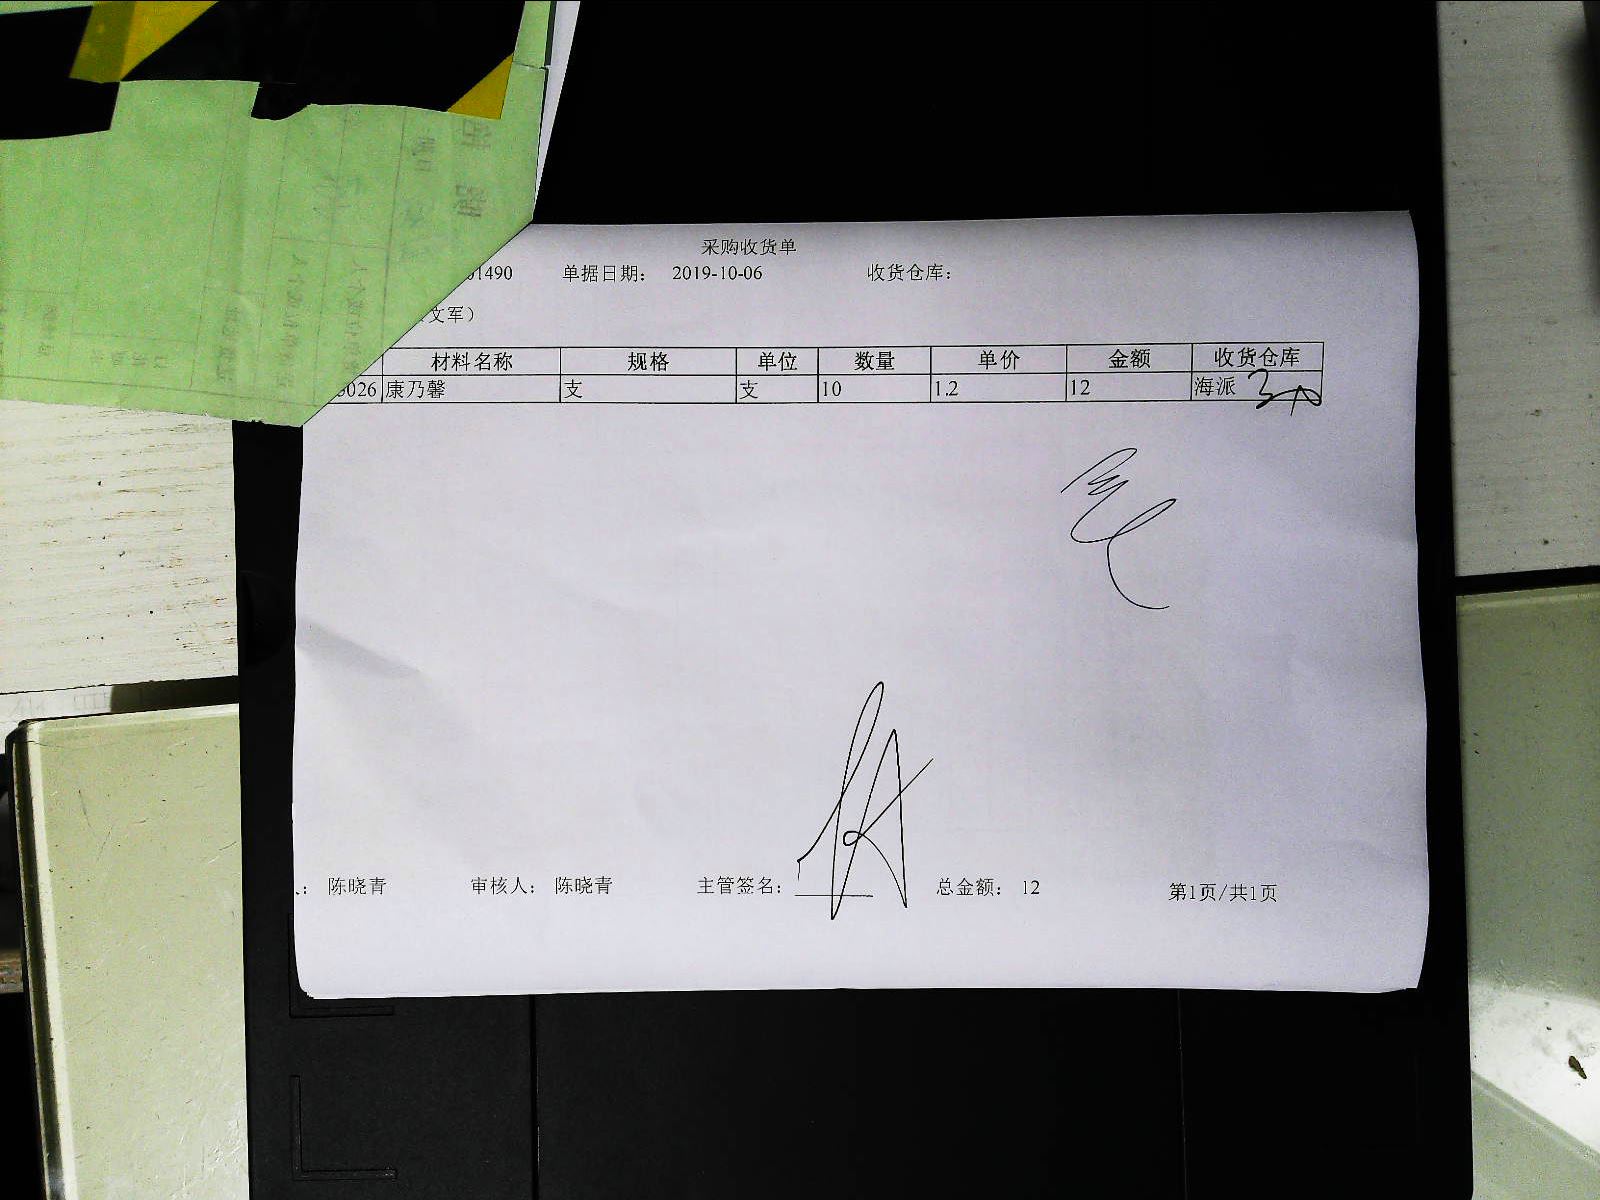 采购收货单
01490 单据日期： 2019-10-06 收货仓库：
文军）
材料名称 规格 单位 数量 单价 金额 收货仓库
0026 康乃馨 支 支 10 1.2 12 海派
陈晓青 审核人： 陈晓青 主管签名： 总金额： 12 第1页/共1页